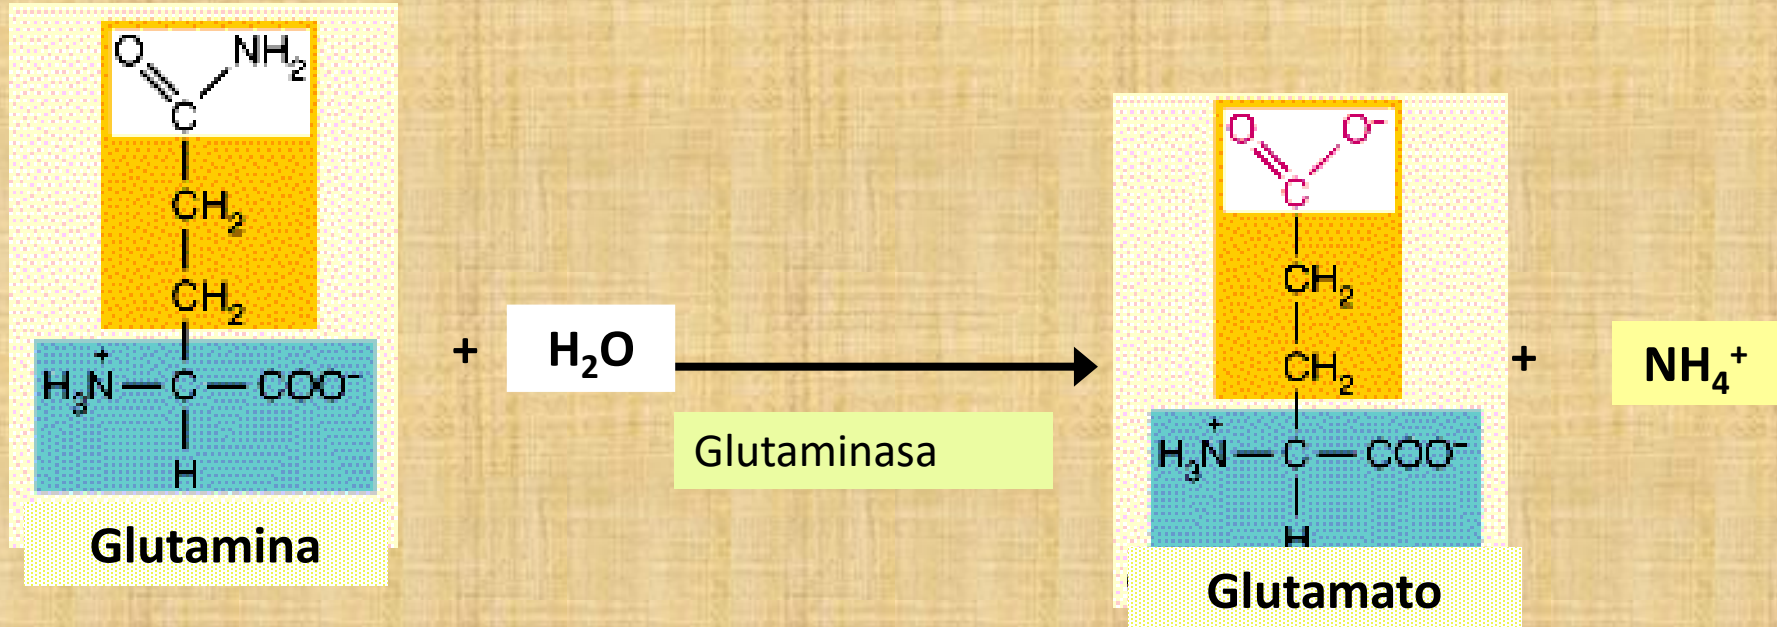 O NH₂
C
CH₂
CH₂
H₃N⁺ — C — COO⁻
H
Glutamina
+ H₂O
Glutaminasa
O O⁻
C
CH₂
CH₂
H₃N⁺ — C — COO⁻
H
Glutamato
+ NH₄⁺